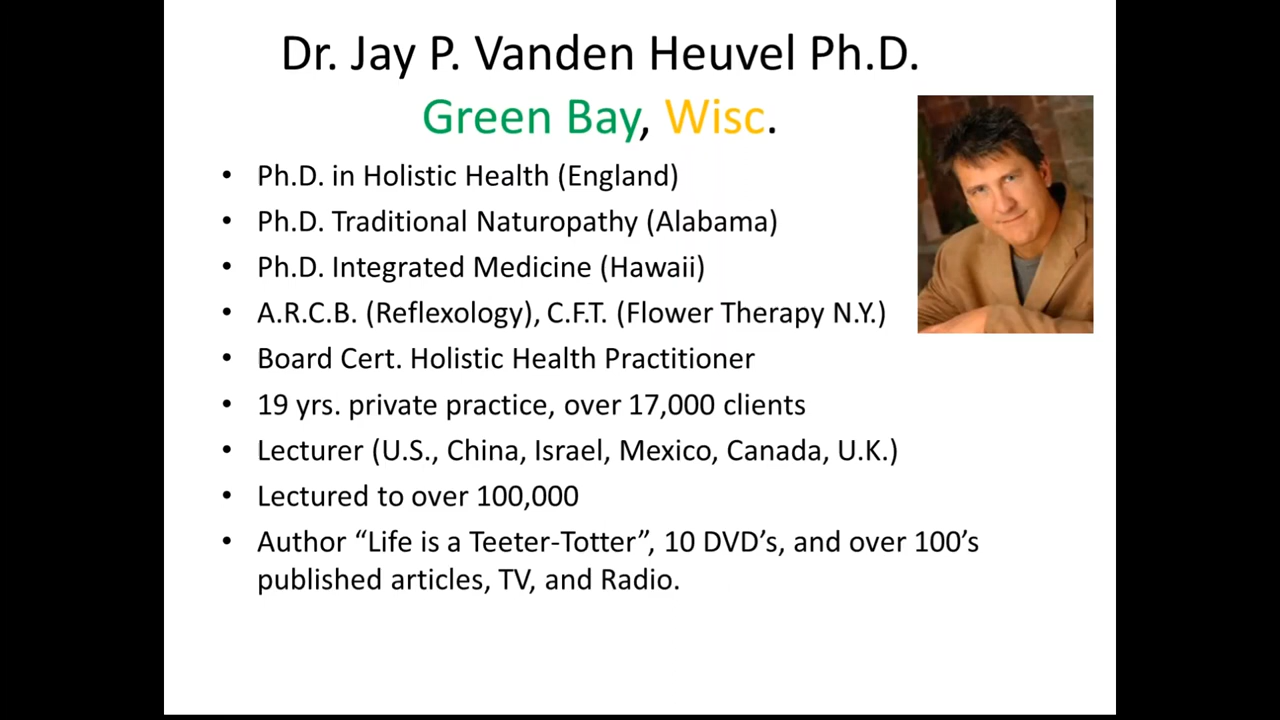 Dr. Jay P. Vanden Heuvel Ph.D.
Green Bay, Wisc.
• Ph.D. in Holistic Health (England)
• Ph.D. Traditional Naturopathy (Alabama)
• Ph.D. Integrated Medicine (Hawaii)
• A.R.C.B. (Reflexology), C.F.T. (Flower Therapy N.Y.)
• Board Cert. Holistic Health Practitioner
• 19 yrs. private practice, over 17,000 clients
• Lecturer (U.S., China, Israel, Mexico, Canada, U.K.)
• Lectured to over 100,000
• Author “Life is a Teeter-Totter”, 10 DVD’s, and over 100’s
published articles, TV, and Radio.